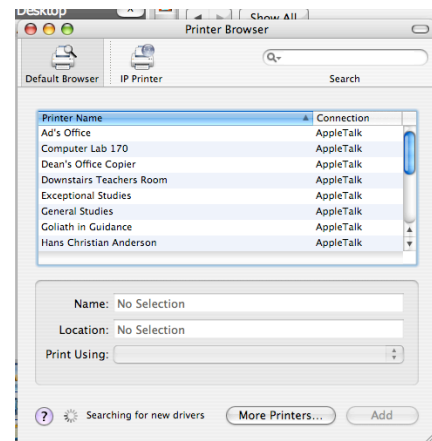 Desktop
Show All
Printer Browser
Default Browser IP Printer Search
Printer Name Connection
Ad's Office AppleTalk
Computer Lab 170 AppleTalk
Dean's Office Copier AppleTalk
Downstairs Teachers Room AppleTalk
Exceptional Studies AppleTalk
General Studies AppleTalk
Goliath in Guidance AppleTalk
Hans Christian Anderson AppleTalk
Name: No Selection
Location: No Selection
Print Using:
? Searching for new drivers More Printers... Add